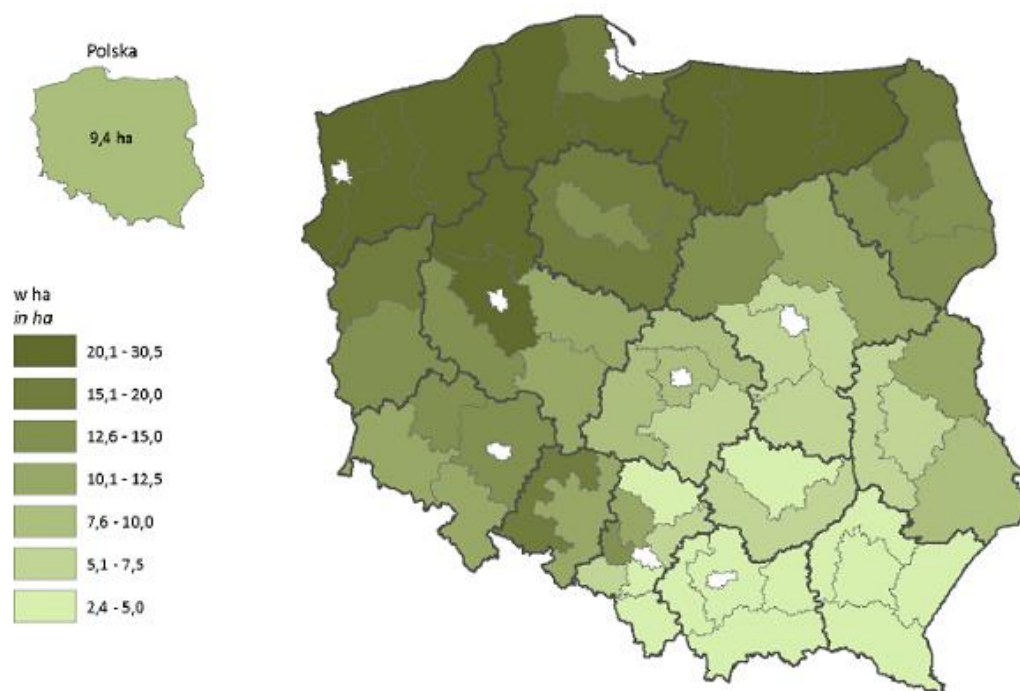 Polska
9,4 ha
w ha
in ha
20,1 - 30,5
15,1 - 20,0
12,6 - 15,0
10,1 - 12,5
7,6 - 10,0
5,1 - 7,5
2,4 - 5,0